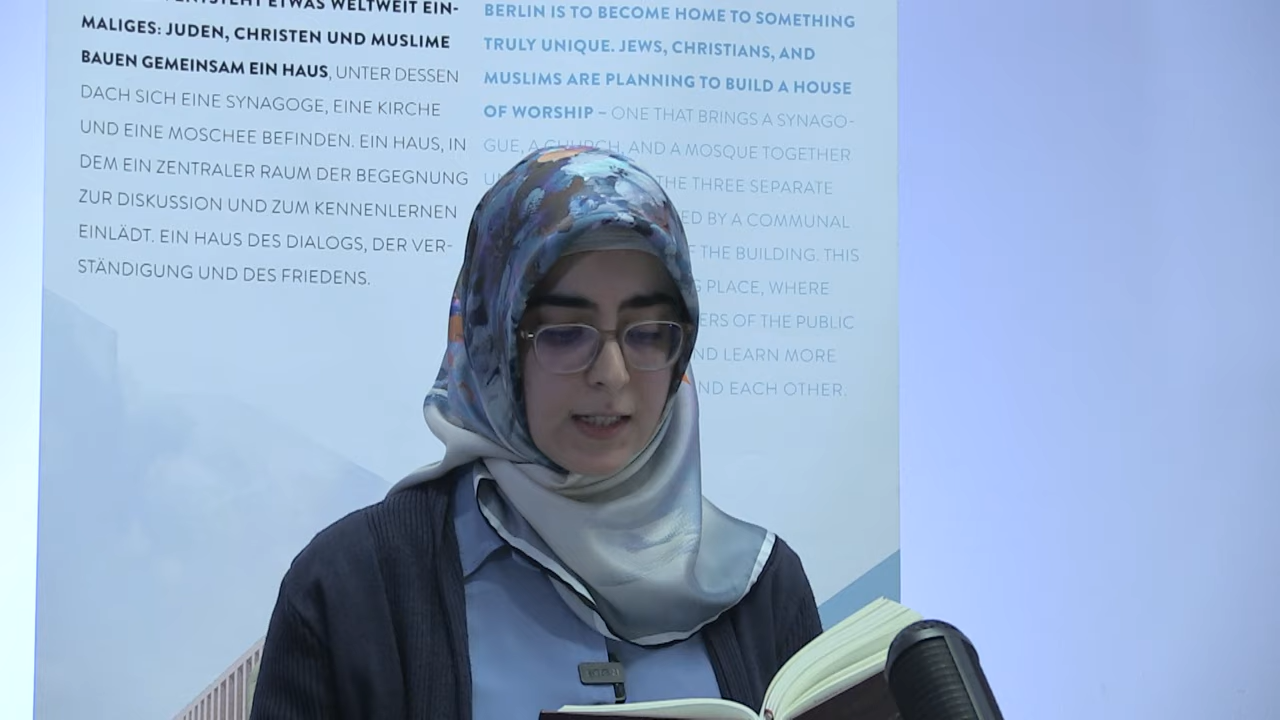 ENTSTEHT ETWAS WELTWEIT EIN-
MALIGES: JUDEN, CHRISTEN UND MUSLIME
BAUEN GEMEINSAM EIN HAUS, UNTER DESSEN
DACH SICH EINE SYNAGOGE, EINE KIRCHE
UND EINE MOSCHEE BEFINDEN. EIN HAUS, IN
DEM EIN ZENTRALER RAUM DER BEGEGNUNG
ZUR DISKUSSION UND ZUM KENNENLERNEN
EINLÄDT. EIN HAUS DES DIALOGS, DER VER-
STÄNDIGUNG UND DES FRIEDENS.
BERLIN IS TO BECOME HOME TO SOMETHING
TRULY UNIQUE. JEWS, CHRISTIANS, AND
MUSLIMS ARE PLANNING TO BUILD A HOUSE
OF WORSHIP – ONE THAT BRINGS A SYNAGO-
GUE, A CHURCH, AND A MOSQUE TOGETHER
THE THREE SEPARATE
BY A COMMUNAL
THE BUILDING. THIS
PLACE, WHERE
OF THE PUBLIC
LEARN MORE
EACH OTHER.